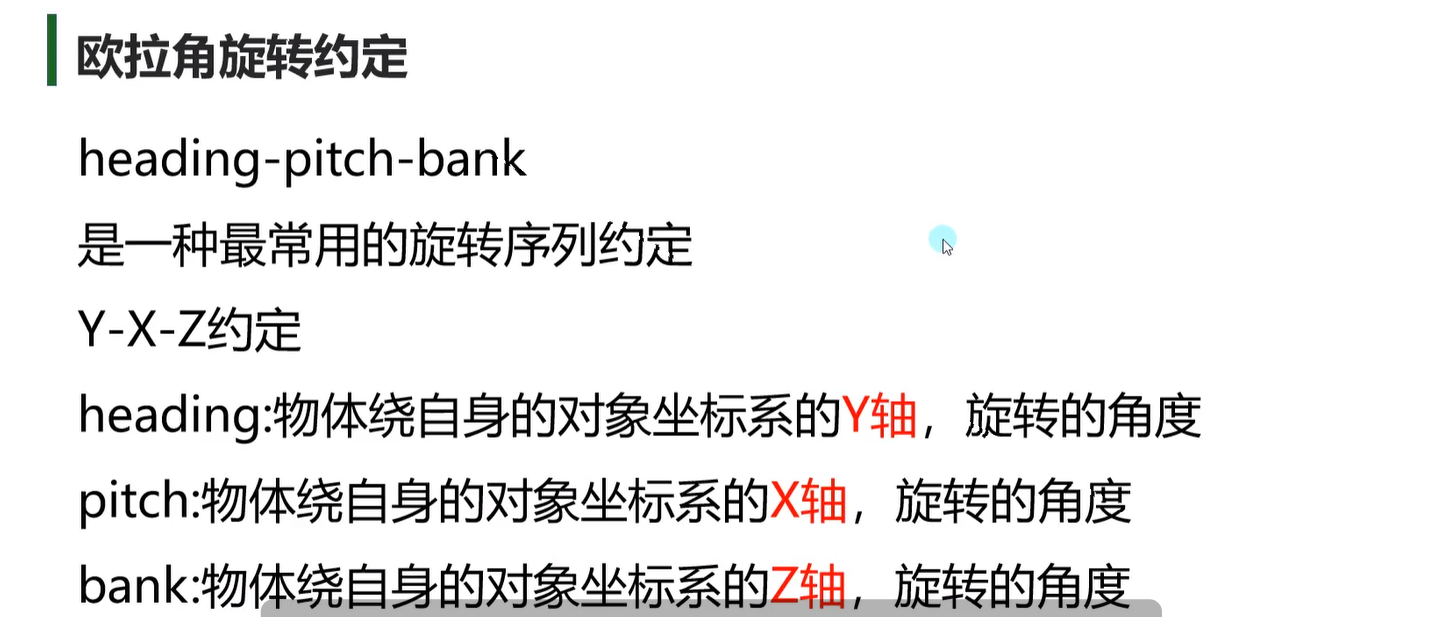 欧拉角旋转约定
heading-pitch-bank
是一种最常用的旋转序列约定
Y-X-Z约定
heading:物体绕自身的对象坐标系的Y轴，旋转的角度
pitch:物体绕自身的对象坐标系的X轴，旋转的角度
bank:物体绕自身的对象坐标系的Z轴，旋转的角度